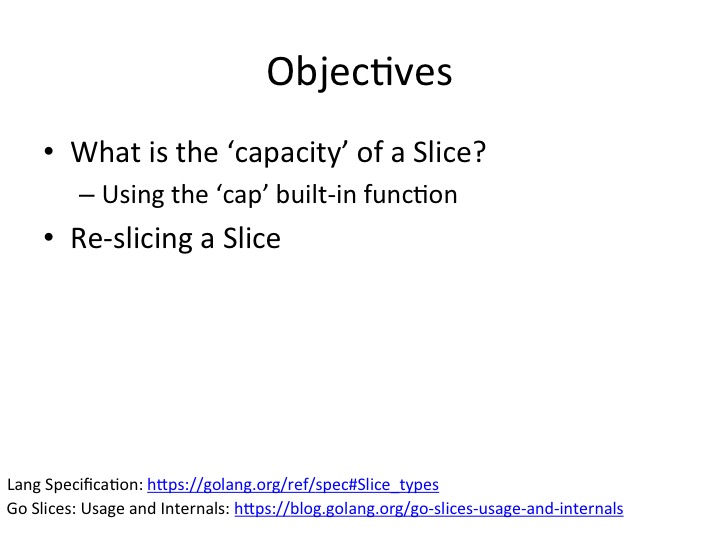 Objectives
• What is the ‘capacity’ of a Slice?
– Using the ‘cap’ built-in function
• Re-slicing a Slice
Lang Specification: https://golang.org/ref/spec#Slice_types
Go Slices: Usage and Internals: https://blog.golang.org/go-slices-usage-and-internals